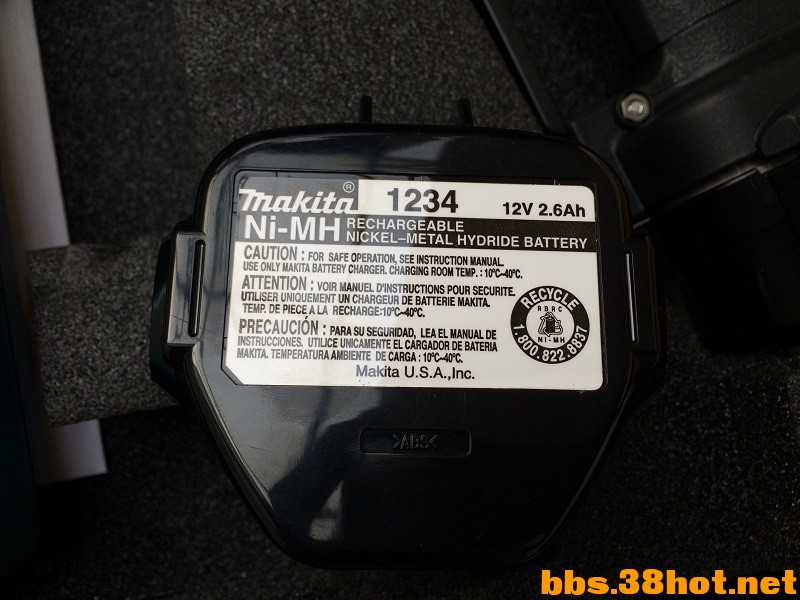 makita® 1234 12V 2.6Ah
Ni-MH RECHARGEABLE
NICKEL-METAL HYDRIDE BATTERY
CAUTION : FOR SAFE OPERATION, SEE INSTRUCTION MANUAL.
USE ONLY MAKITA BATTERY CHARGER. CHARGING ROOM TEMP. : 10°C~40°C.
ATTENTION : VOIR MANUEL D'INSTRUCTIONS POUR SECURITE.
UTILISER UNIQUEMENT UN CHARGEUR DE BATTERIE MAKITA.
TEMP. DE PIECE A LA RECHARGE:10°C~40°C.
PRECAUCIÓN : PARA SU SEGURIDAD, LEA EL MANUAL DE
INSTRUCCIONES. UTILICE UNICAMENTE EL CARGADOR DE BATERIA
MAKITA. TEMPERATURA AMBIENTE DE CARGA : 10°C~40°C.
Makita U.S.A.,Inc.
RECYCLE
RBRC
Ni-MH
1.800.822.8837
>ABS<
bbs.38hot.net